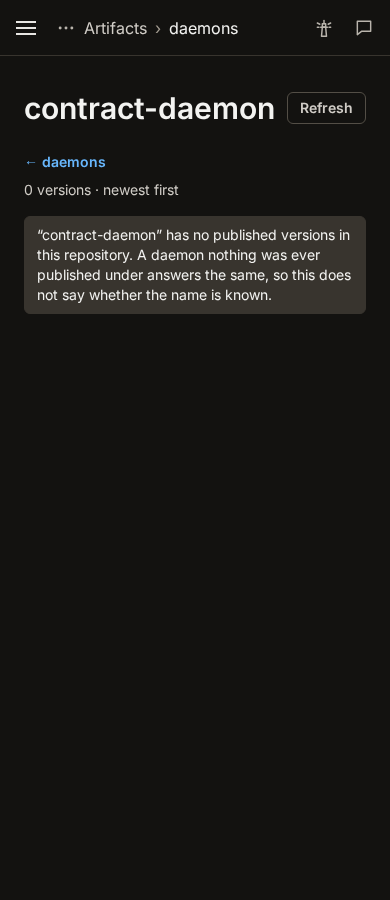 ··· Artifacts › daemons
contract-daemon
Refresh
← daemons
0 versions · newest first
“contract-daemon” has no published versions in
this repository. A daemon nothing was ever
published under answers the same, so this does
not say whether the name is known.